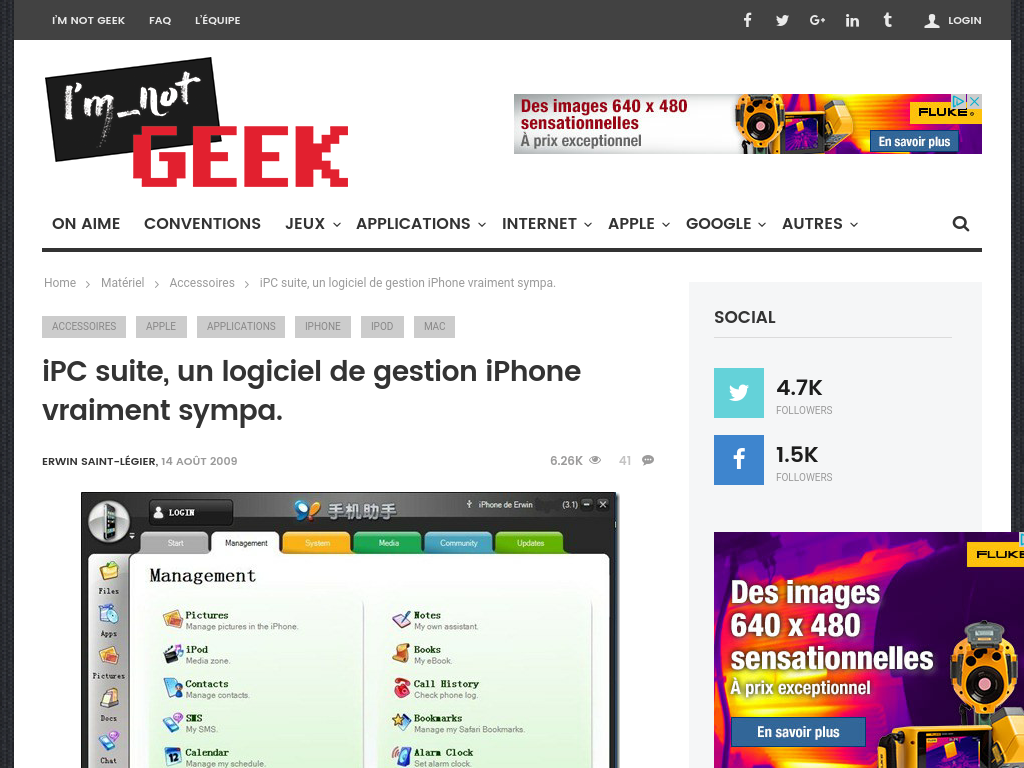 I'M NOT GEEK FAQ L'ÉQUIPE LOGIN
I'm_not
GEEK
Des images 640 x 480
sensationnelles
À prix exceptionnel
FLUKE®
En savoir plus
ON AIME CONVENTIONS JEUX APPLICATIONS INTERNET APPLE GOOGLE AUTRES
Home Matériel Accessoires iPC suite, un logiciel de gestion iPhone vraiment sympa.
ACCESSOIRES APPLE APPLICATIONS IPHONE IPOD MAC
iPC suite, un logiciel de gestion iPhone
vraiment sympa.
ERWIN SAINT-LÉGIER, 14 AOÛT 2009 6.26K 41
LOGIN
手机助手
iPhone de Erwin (3.1)
Start Management System Media Community Updates
Management
Files
Apps
Pictures
Docs
Chat
Pictures
Manage pictures in the iPhone.
iPod
Media zone.
Contacts
Manage contacts.
SMS
My SMS.
Calendar
Manage my schedule.
Notes
My own assistant.
Books
My eBook.
Call History
Check phone log.
Bookmarks
Manage my Safari Bookmarks.
Alarm Clock
Set alarm clock.
SOCIAL
4.7K
FOLLOWERS
1.5K
FOLLOWERS
FLUKE
Des images
640 x 480
sensationnelles
À prix exceptionnel
En savoir plus